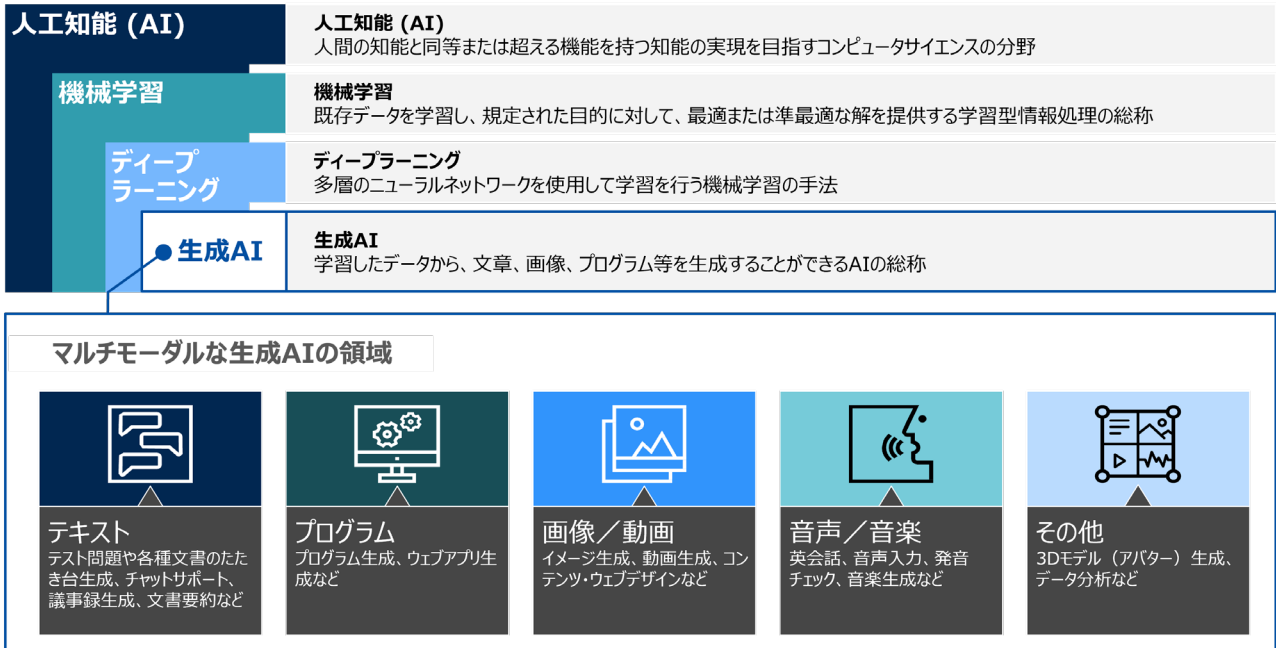 人工知能 (AI)
人工知能 (AI)
人間の知能と同等または超える機能を持つ知能の実現を目指すコンピュータサイエンスの分野
機械学習
機械学習
既存データを学習し、規定された目的に対して、最適または準最適な解を提供する学習型情報処理の総称
ディープ
ラーニング
ディープラーニング
多層のニューラルネットワークを使用して学習を行う機械学習の手法
生成AI
生成AI
学習したデータから、文章、画像、プログラム等を生成することができるAIの総称
マルチモーダルな生成AIの領域
テキスト
テスト問題や各種文書のたた
き台生成、チャットサポート、
議事録生成、文書要約など
プログラム
プログラム生成、ウェブアプリ生
成など
画像／動画
イメージ生成、動画生成、コン
テンツ・ウェブデザインなど
音声／音楽
英会話、音声入力、発音
チェック、音楽生成など
その他
3Dモデル（アバター）生成、
データ分析など